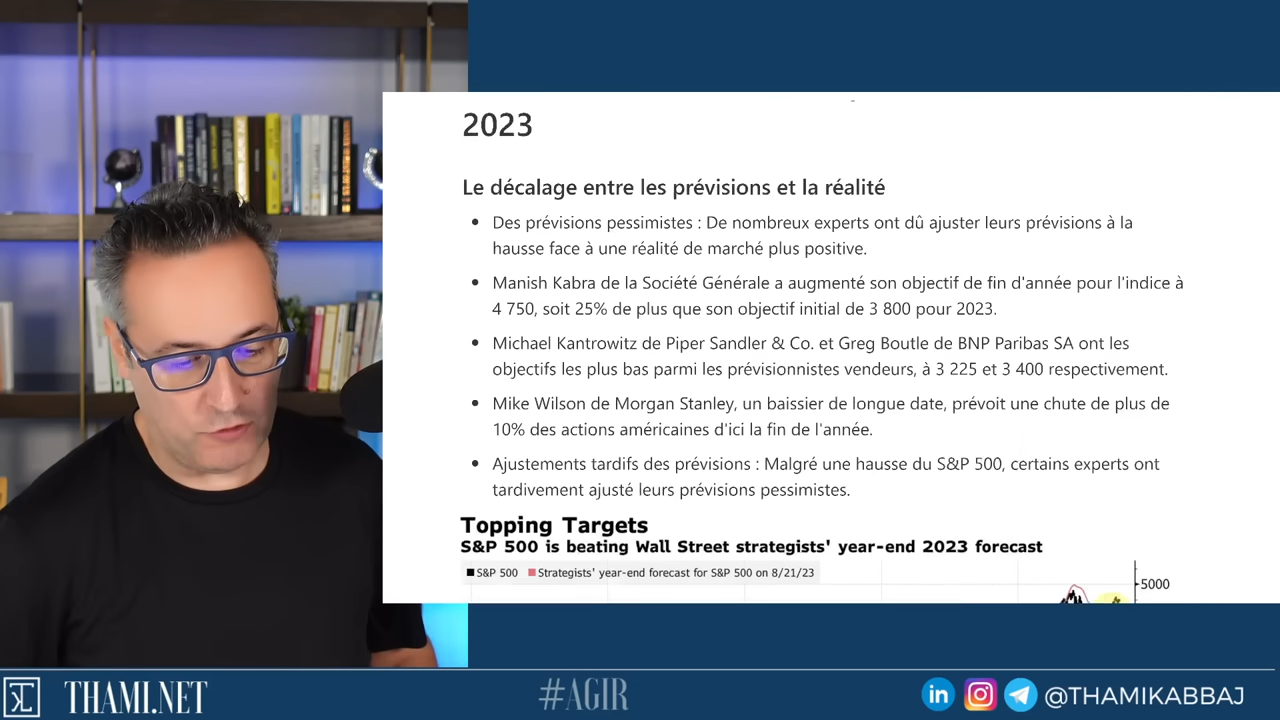 2023
Le décalage entre les prévisions et la réalité
Des prévisions pessimistes : De nombreux experts ont dû ajuster leurs prévisions à la
hausse face à une réalité de marché plus positive.
Manish Kabra de la Société Générale a augmenté son objectif de fin d'année pour l'indice à
4 750, soit 25% de plus que son objectif initial de 3 800 pour 2023.
Michael Kantrowitz de Piper Sandler & Co. et Greg Boutle de BNP Paribas SA ont les
objectifs les plus bas parmi les prévisionnistes vendeurs, à 3 225 et 3 400 respectivement.
Mike Wilson de Morgan Stanley, un baissier de longue date, prévoit une chute de plus de
10% des actions américaines d'ici la fin de l'année.
Ajustements tardifs des prévisions : Malgré une hausse du S&P 500, certains experts ont
tardivement ajusté leurs prévisions pessimistes.
Topping Targets
S&P 500 is beating Wall Street strategists' year-end 2023 forecast
S&P 500 Strategists' year-end forecast for S&P 500 on 8/21/23
5000
THAMI.NET
#AGIR
in @THAMIKABBAJ